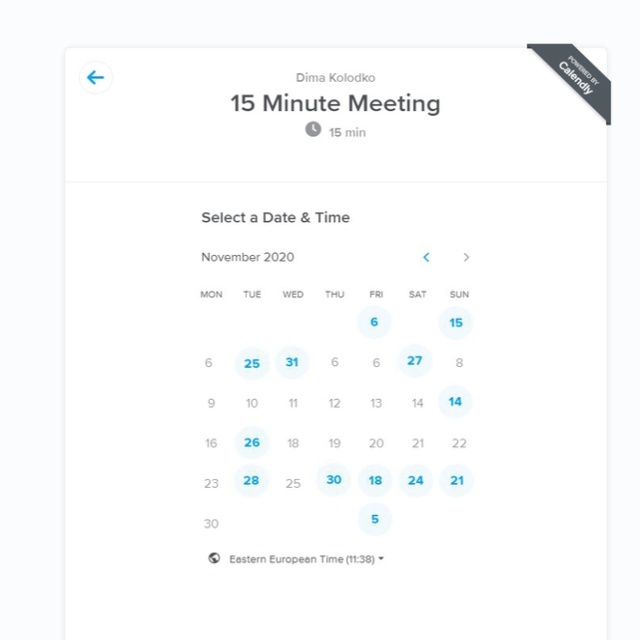 POWERED BY
Calendly
Dima Kolodko
15 Minute Meeting
15 min
Select a Date & Time
November 2020
MON TUE WED THU FRI SAT SUN
6 15
6 25 31 6 6 27 8
9 10 11 12 13 14 14
16 26 18 19 20 21 22
23 28 25 30 18 24 21
30 5
Eastern European Time (11:38)